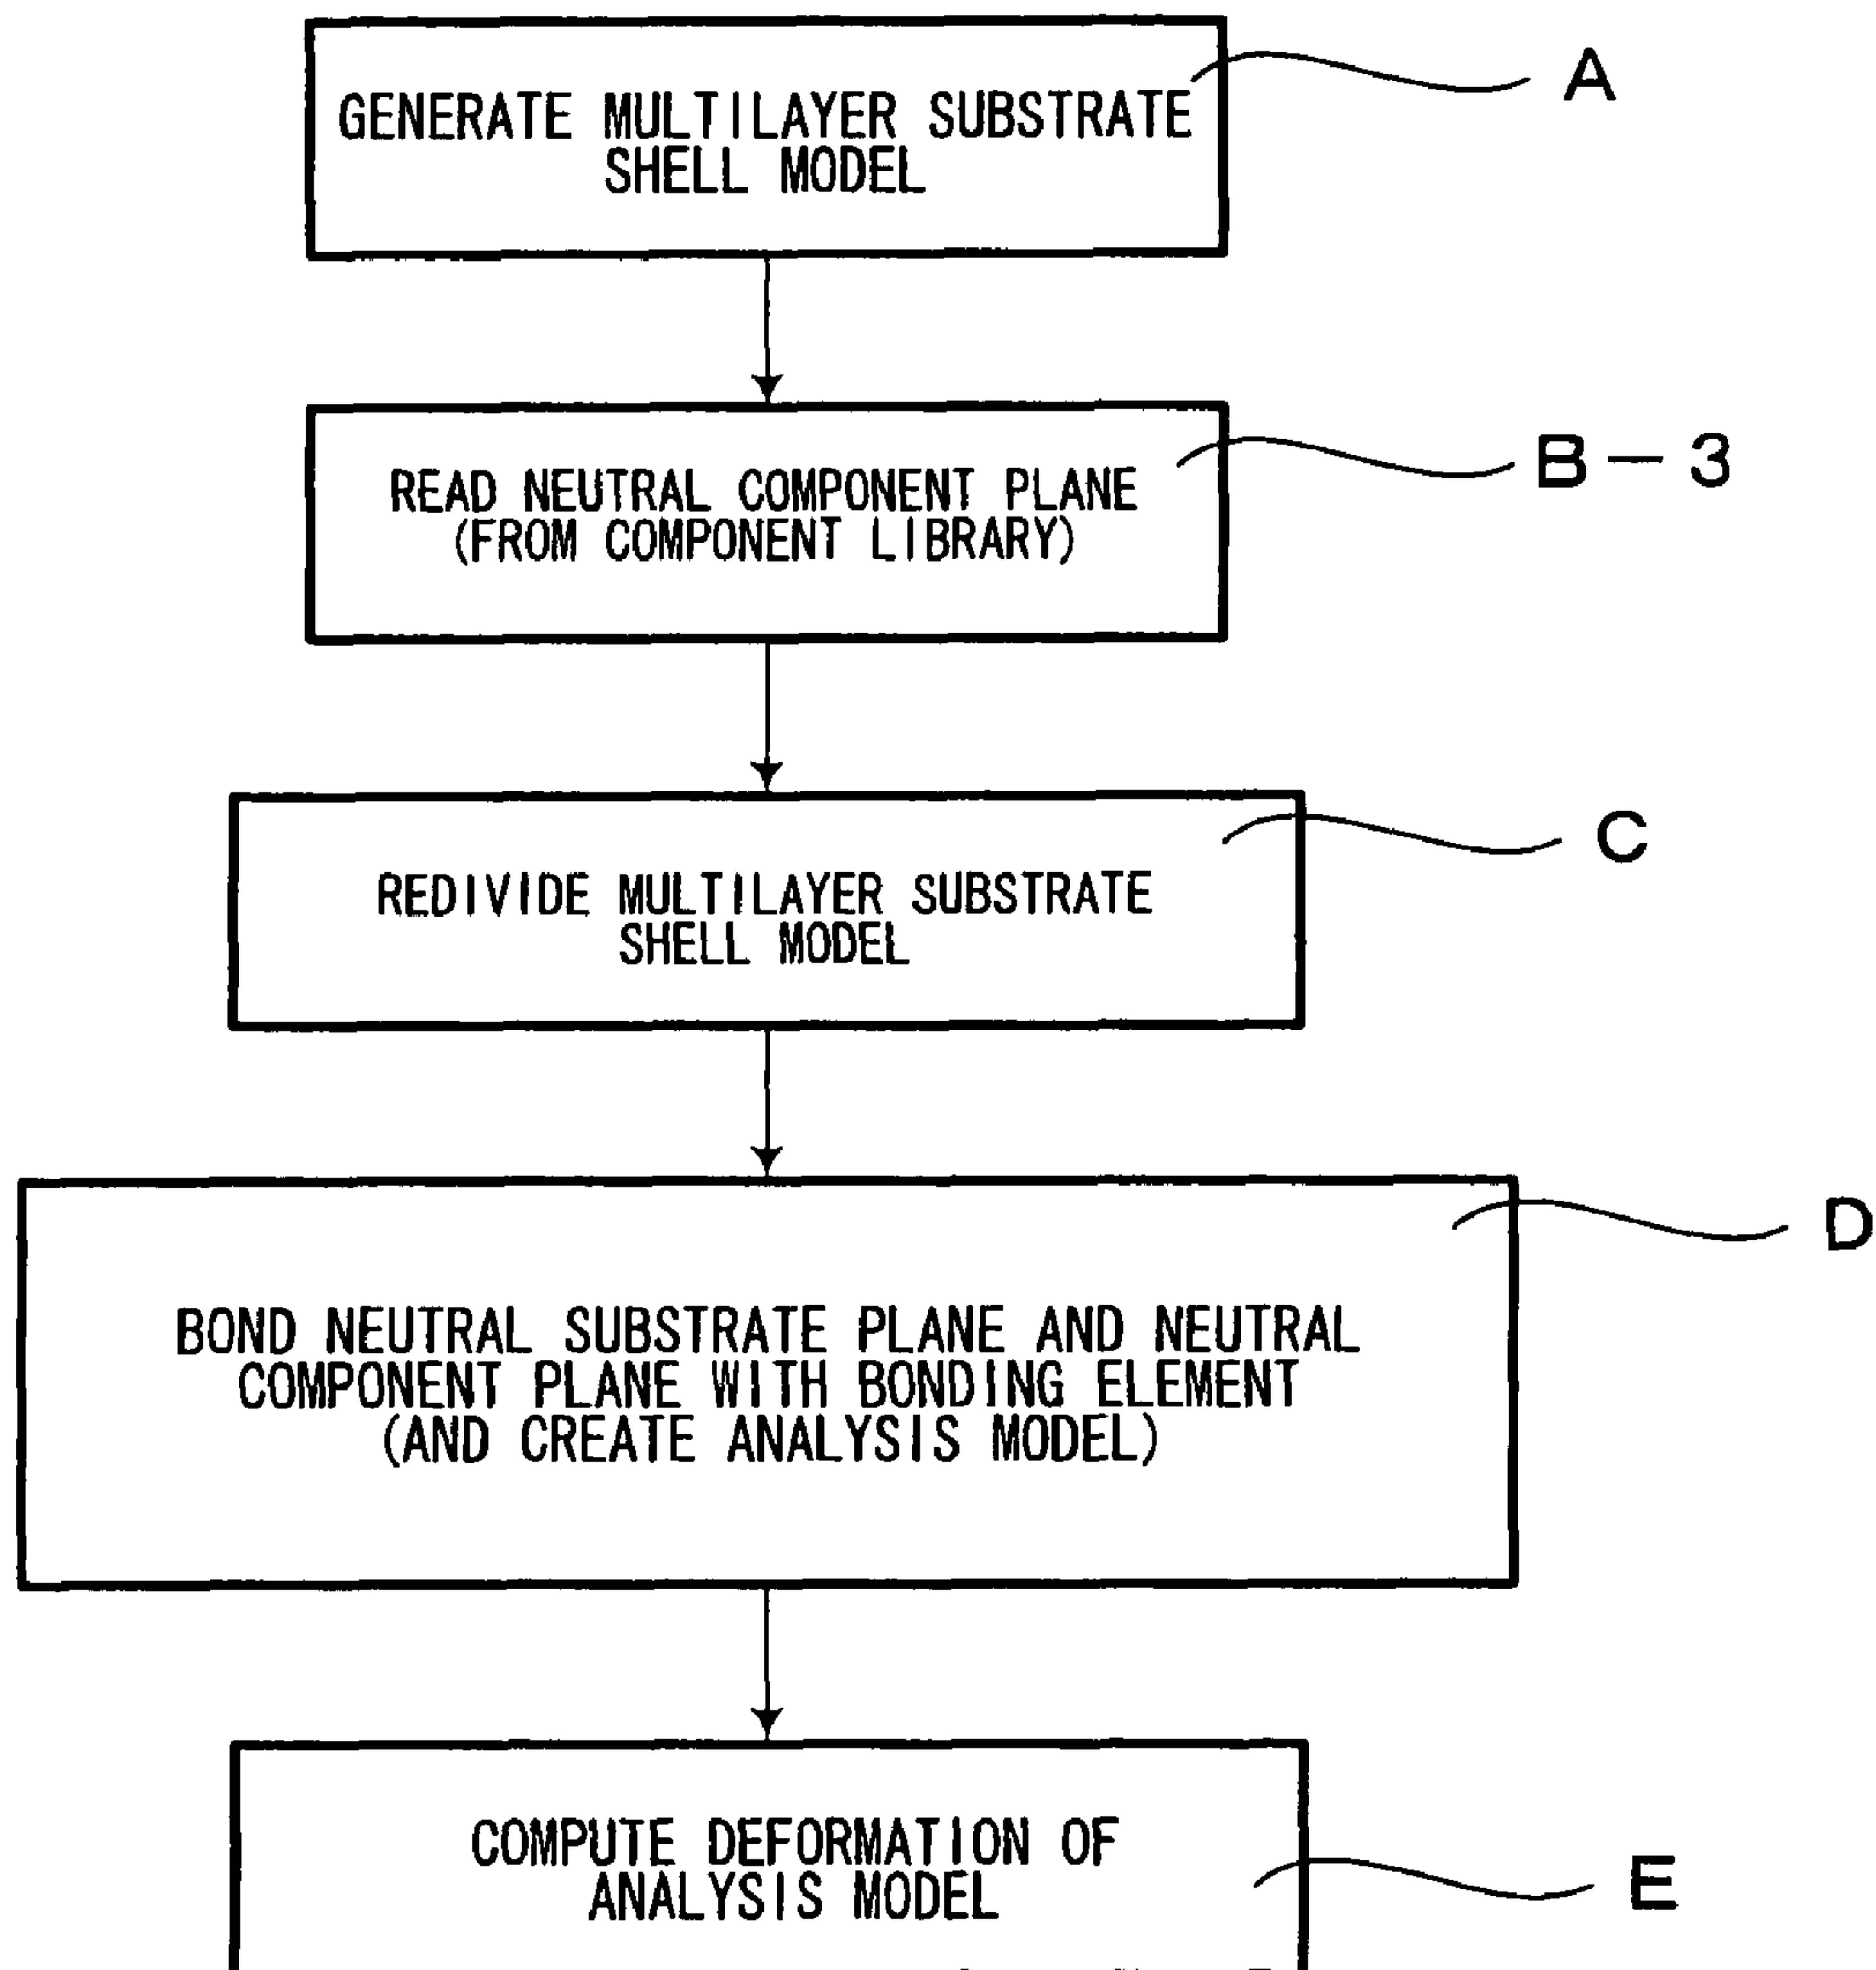 GENERATE MULTILAYER SUBSTRATE
SHELL MODEL
A
READ NEUTRAL COMPONENT PLANE
(FROM COMPONENT LIBRARY)
B－3
REDIVIDE MULTILAYER SUBSTRATE
SHELL MODEL
C
BOND NEUTRAL SUBSTRATE PLANE AND NEUTRAL
COMPONENT PLANE WITH BONDING ELEMENT
(AND CREATE ANALYSIS MODEL)
D
COMPUTE DEFORMATION OF
ANALYSIS MODEL
E